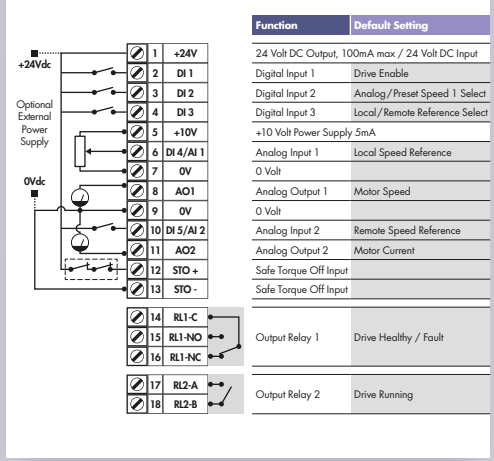 Function Default Setting
+24Vdc
Optional
External
Power
Supply
0Vdc
1 +24V 24 Volt DC Output, 100mA max / 24 Volt DC Input
2 DI 1 Digital Input 1 Drive Enable
3 DI 2 Digital Input 2 Analog/Preset Speed 1 Select
4 DI 3 Digital Input 3 Local/Remote Reference Select
5 +10V +10 Volt Power Supply 5mA
6 DI 4/AI 1 Analog Input 1 Local Speed Reference
7 0V 0 Volt
8 AO1 Analog Output 1 Motor Speed
9 0V 0 Volt
10 DI 5/AI 2 Analog Input 2 Remote Speed Reference
11 AO2 Analog Output 2 Motor Current
12 STO + Safe Torque Off Input
13 STO - Safe Torque Off Input
14 RL1-C
15 RL1-NO Output Relay 1 Drive Healthy / Fault
16 RL1-NC
17 RL2-A
Output Relay 2 Drive Running
18 RL2-B